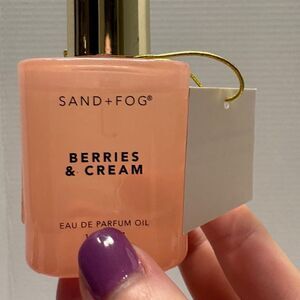 SAND + FOG®
BERRIES
& CREAM
EAU DE PARFUM OIL